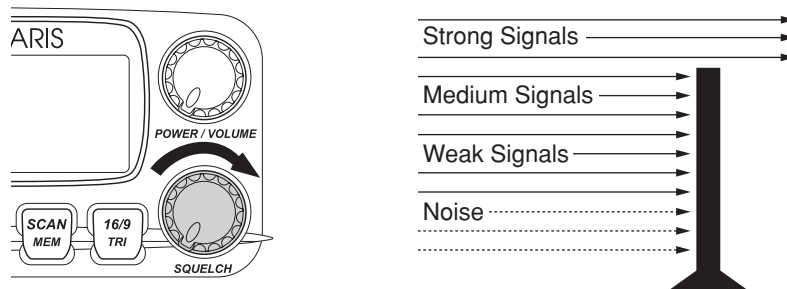 ARIS
POWER / VOLUME
SCAN
MEM
16/9
TRI
SQUELCH
Strong Signals
Medium Signals
Weak Signals
Noise